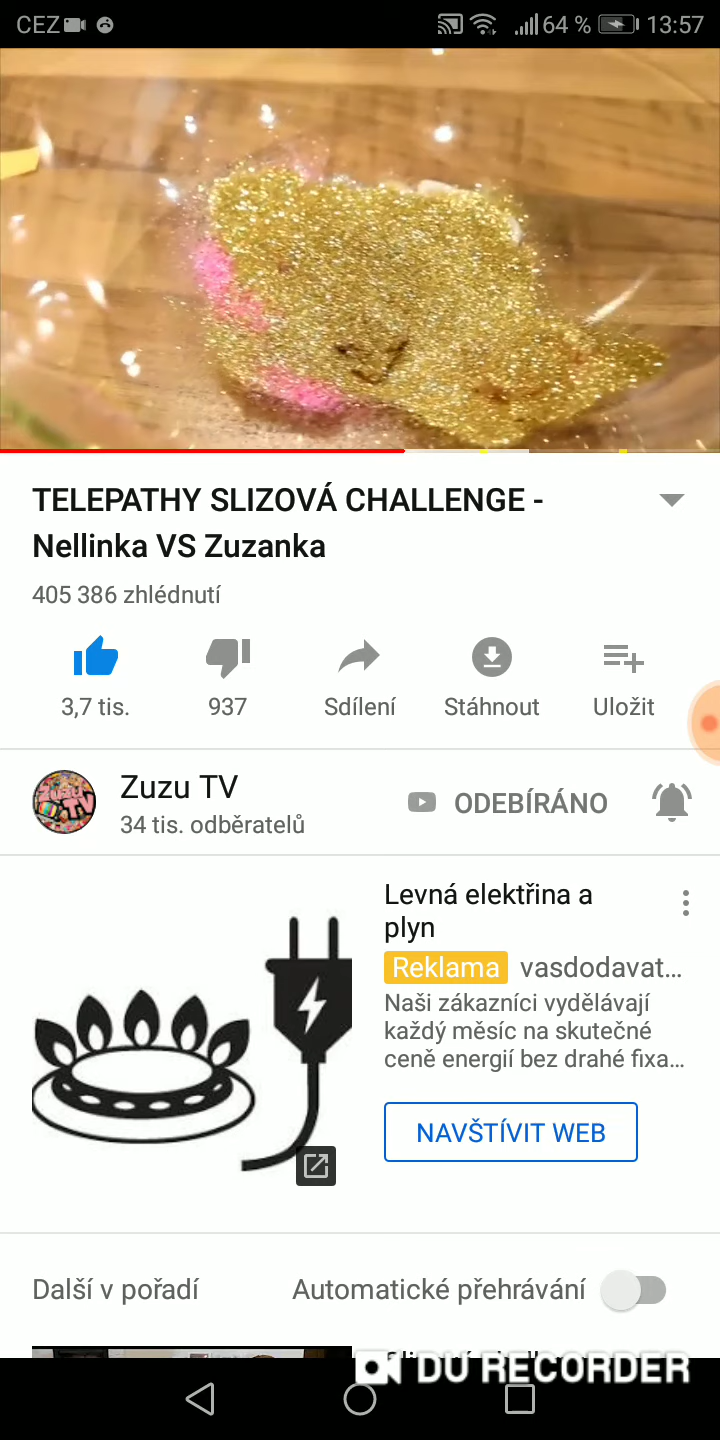 CEZ 64 % 13:57
TELEPATHY SLIZOVÁ CHALLENGE -
Nellinka VS Zuzanka
405 386 zhlédnutí
3,7 tis. 937 Sdílení Stáhnout Uložit
Zuzu TV
34 tis. odběratelů
ODEBÍRÁNO
Levná elektřina a
plyn
Reklama vasdodavat...
Naši zákazníci vydělávají
každý měsíc na skutečné
ceně energií bez drahé fixa...
NAVŠTÍVIT WEB
Další v pořadí Automatické přehrávání
DU RECORDER